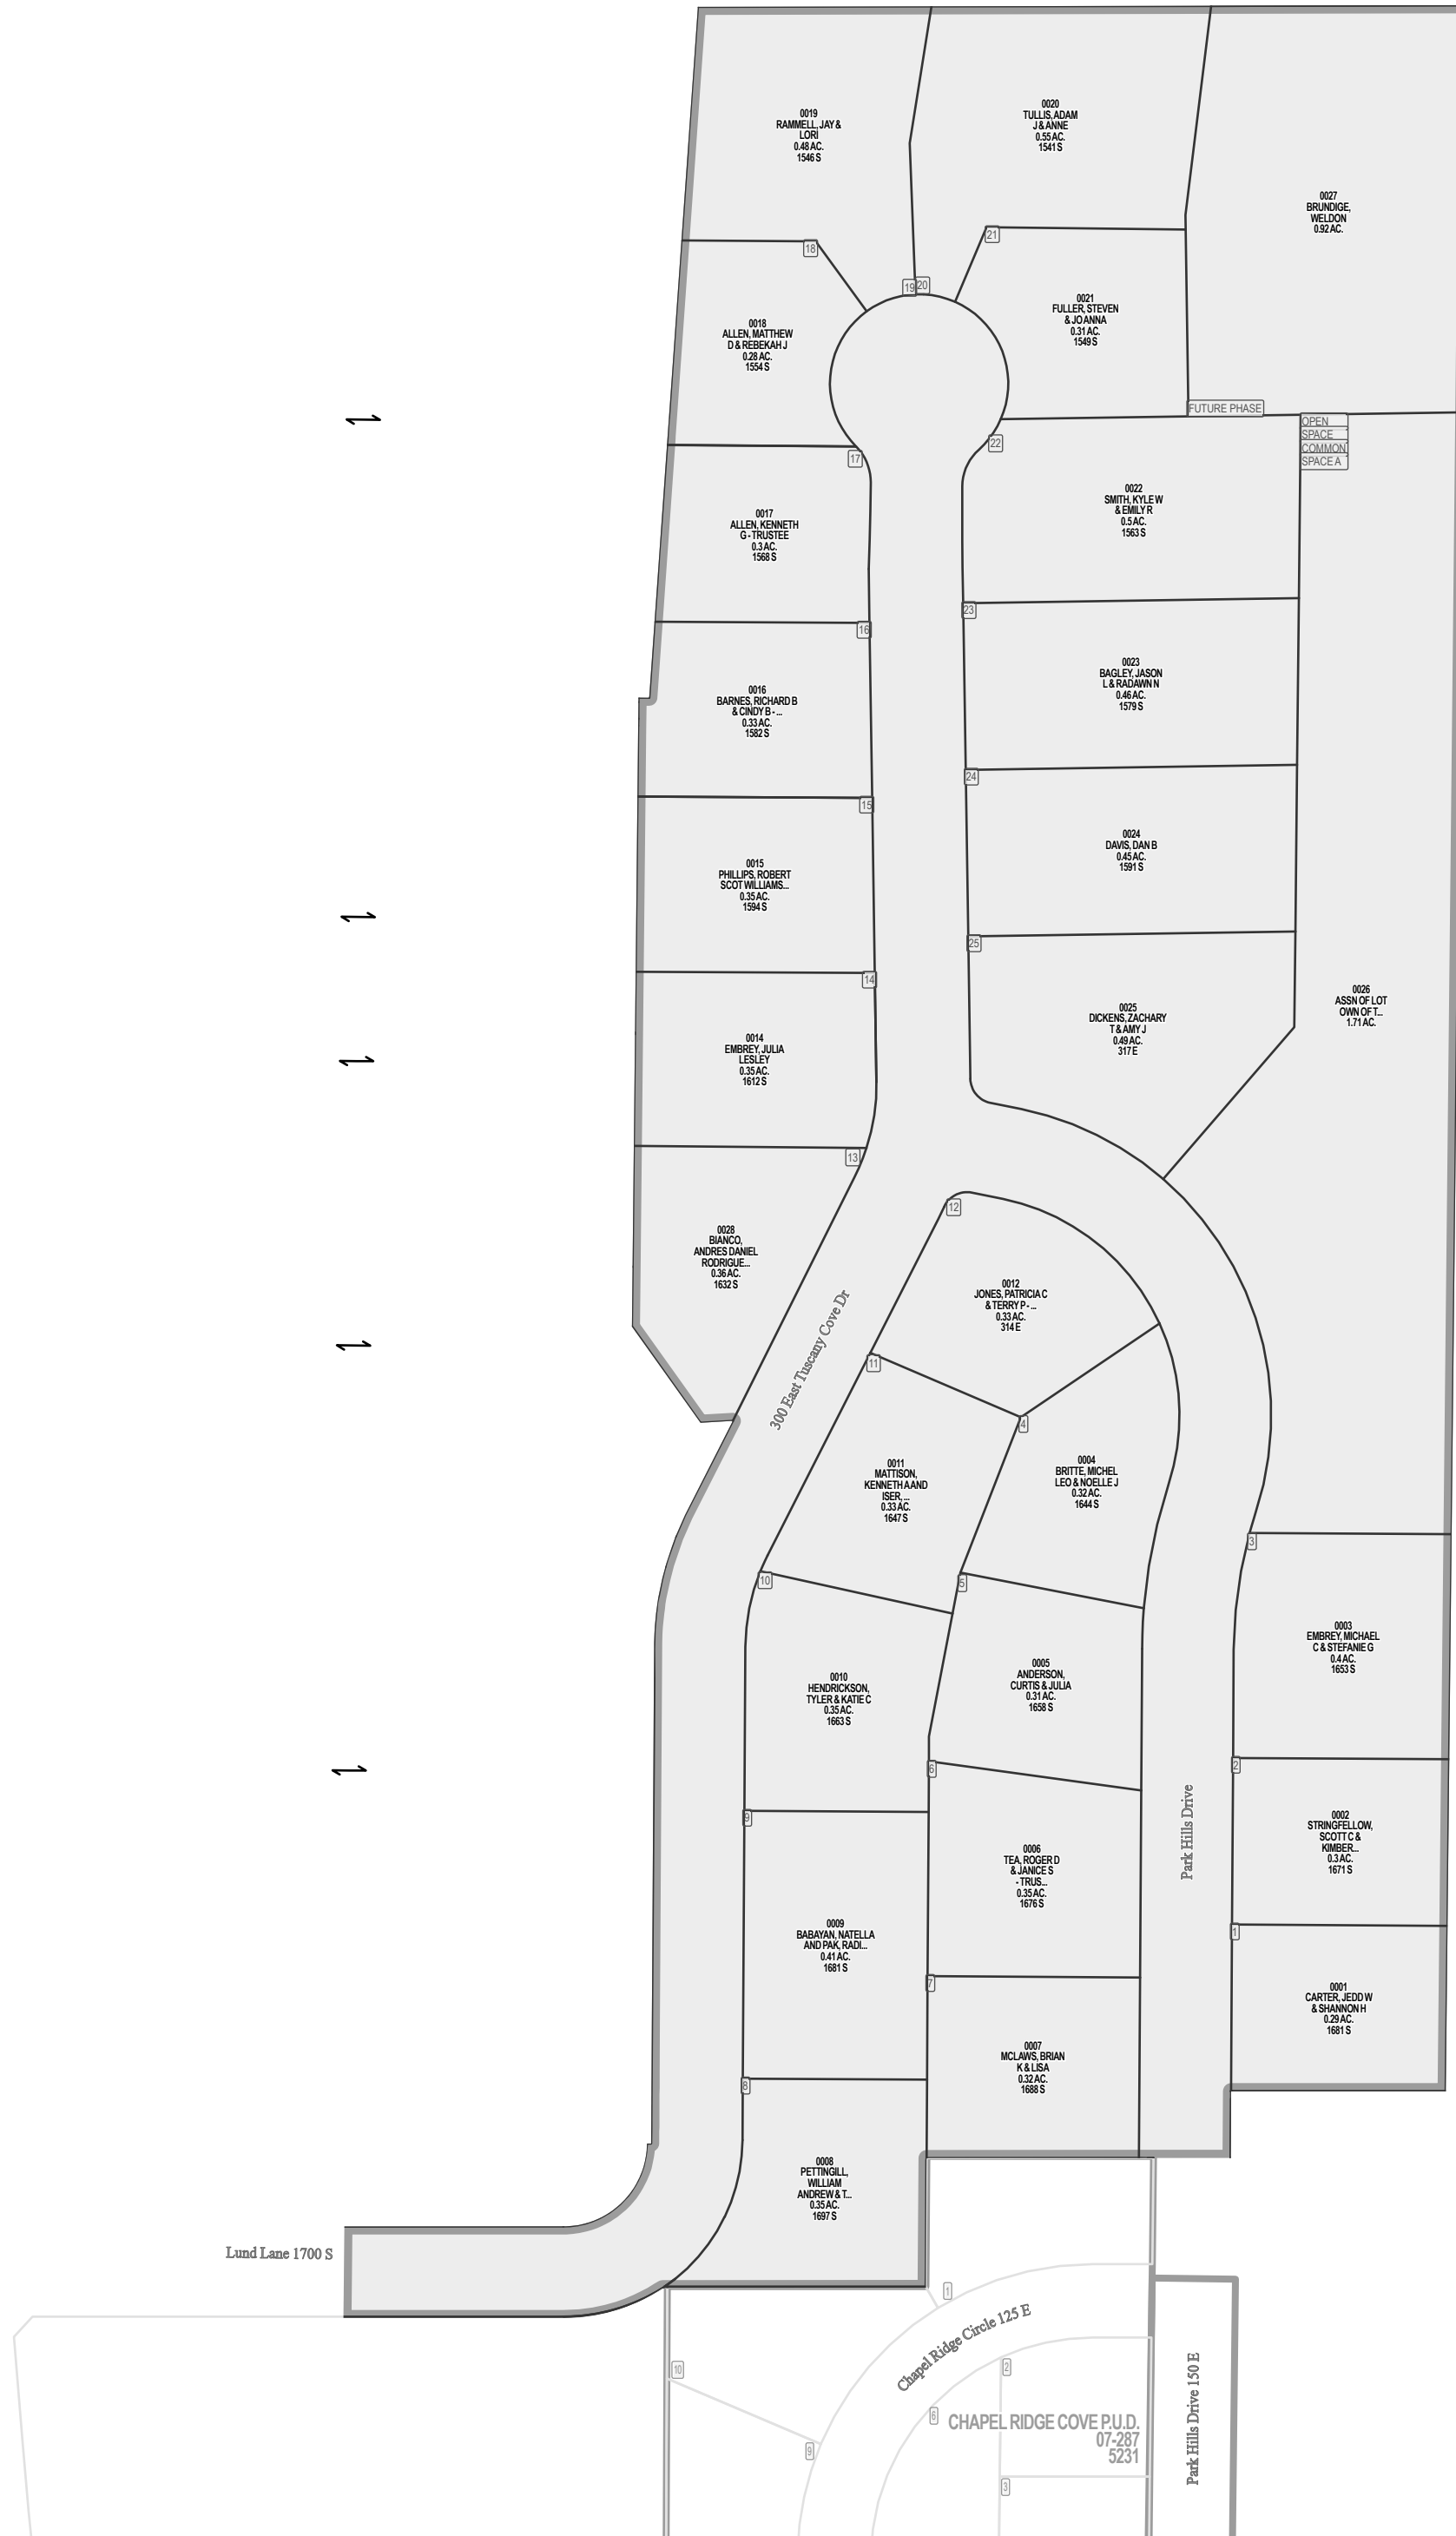 0019
RAMMELL, JAY &
LORI
0.48 AC.
1546 S
0020
TULLIS, ADAM
J & ANNE
0.55 AC.
1541 S
0027
BRUNDIGE,
WELDON
0.92 AC.
18
21
19
20
0018
ALLEN, MATTHEW
D & REBEKAH J
0.28 AC.
1554 S
0021
FULLER, STEVEN
& JOANNA
0.31 AC.
1549 S
FUTURE PHASE
OPEN
SPACE
COMMON
SPACE A
17
22
0017
ALLEN, KENNETH
G - TRUSTEE
0.3 AC.
1568 S
0022
SMITH, KYLE W
& EMILY R
0.5 AC.
1563 S
16
23
0016
BARNES, RICHARD B
& CINDY B - ...
0.33 AC.
1582 S
0023
BAGLEY, JASON
L & RADAWN N
0.46 AC.
1579 S
15
24
0015
PHILLIPS, ROBERT
SCOT WILLIAMS...
0.35 AC.
1594 S
0024
DAVIS, DAN B
0.45 AC.
1591 S
14
25
0014
EMBREY, JULIA
LESLEY
0.35 AC.
1612 S
0025
DICKENS, ZACHARY
T & AMY J
0.49 AC.
317 E
0026
ASSN OF LOT
OWN OF T...
1.71 AC.
13
12
0028
BIANCO,
ANDRES DANIEL
RODRIGUE...
0.36 AC.
1632 S
0012
JONES, PATRICIA C
& TERRY P - ...
0.33 AC.
314 E
300 East Tuscany Cove Dr
11
4
0011
MATTISON,
KENNETH A AND
ISER, ...
0.33 AC.
1647 S
0004
BRITTE, MICHEL
LEO & NOELLE J
0.32 AC.
1644 S
3
10
5
0003
EMBREY, MICHAEL
C & STEFANIE G
0.4 AC.
1653 S
0010
HENDRICKSON,
TYLER & KATIE C
0.35 AC.
1663 S
0005
ANDERSON,
CURTIS & JULIA
0.31 AC.
1658 S
2
6
9
Park Hills Drive
0002
STRINGFELLOW,
SCOTT C &
KIMBER...
0.3 AC.
1671 S
0006
TEA, ROGER D
& JANICE S
- TRUS...
0.35 AC.
1676 S
0009
BABAYAN, NATELLA
AND PAK, RADI...
0.41 AC.
1681 S
1
7
0001
CARTER, JEDD W
& SHANNON H
0.29 AC.
1681 S
0007
MCLAWS, BRIAN
K & LISA
0.32 AC.
1688 S
8
0008
PETTINGILL,
WILLIAM
ANDREW & T...
0.35 AC.
1697 S
Lund Lane 1700 S
1
Chapel Ridge Circle 125 E
10
2
6
9
CHAPEL RIDGE COVE P.U.D.
07-287
5231
3
Park Hills Drive 150 E